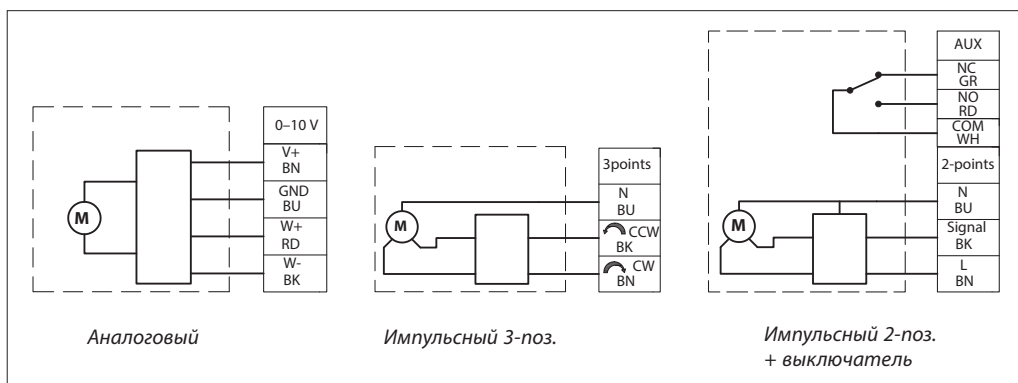 0–10 V
V+
BN
GND
BU
W+
RD
W-
BK
M
Аналоговый
3points
N
BU
CCW
BK
CW
BN
M
Импульсный 3-поз.
AUX
NC
GR
NO
RD
COM
WH
2-points
N
BU
Signal
BK
L
BN
M
Импульсный 2-поз.
+ выключатель